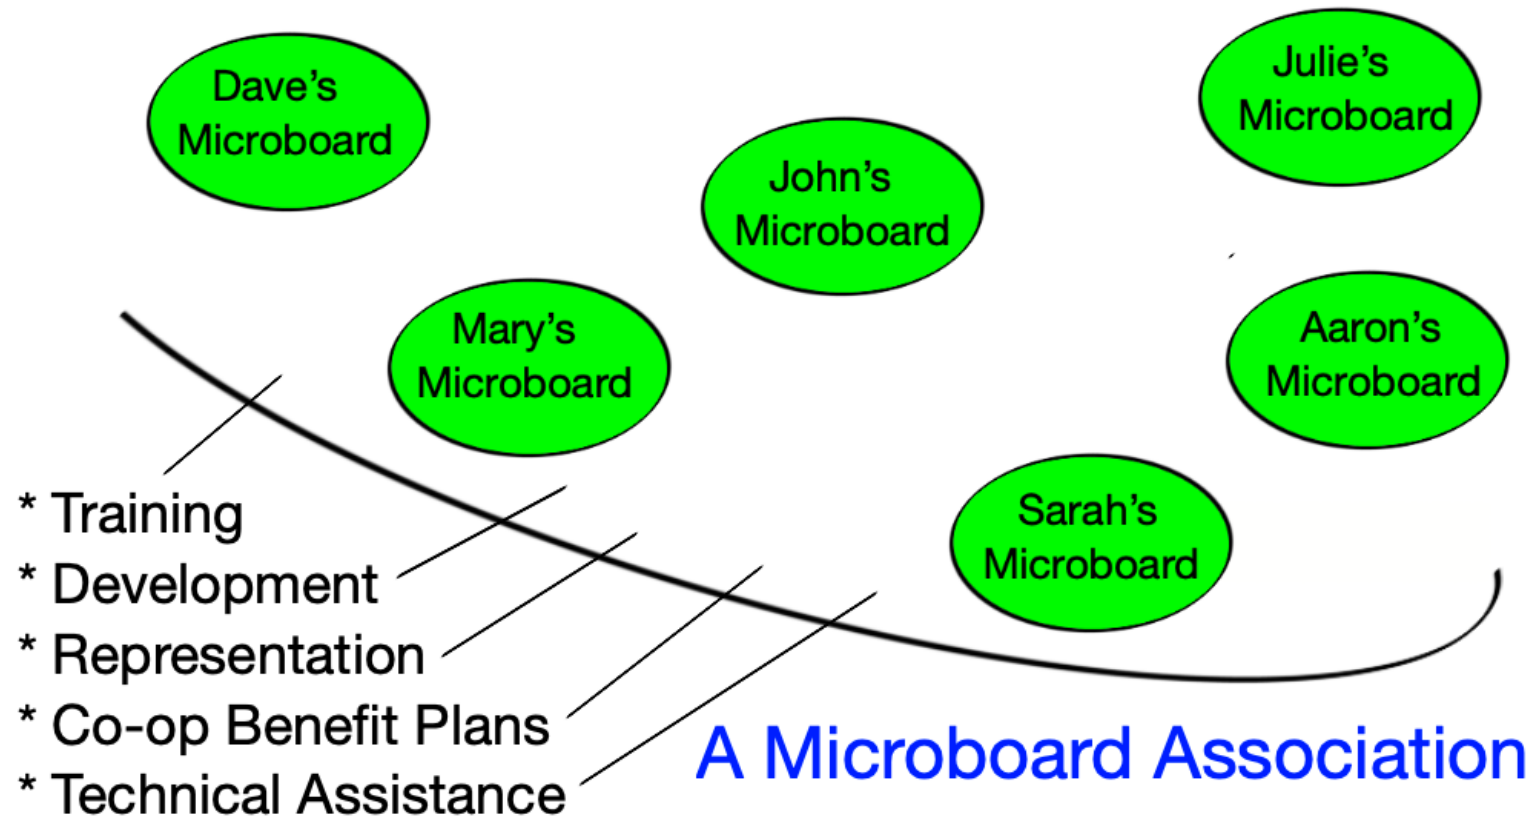 Dave’s
Microboard
Julie’s
Microboard
John’s
Microboard
Mary’s
Microboard
Aaron’s
Microboard
Sarah’s
Microboard
* Training
* Development
* Representation
* Co-op Benefit Plans
* Technical Assistance
A Microboard Association